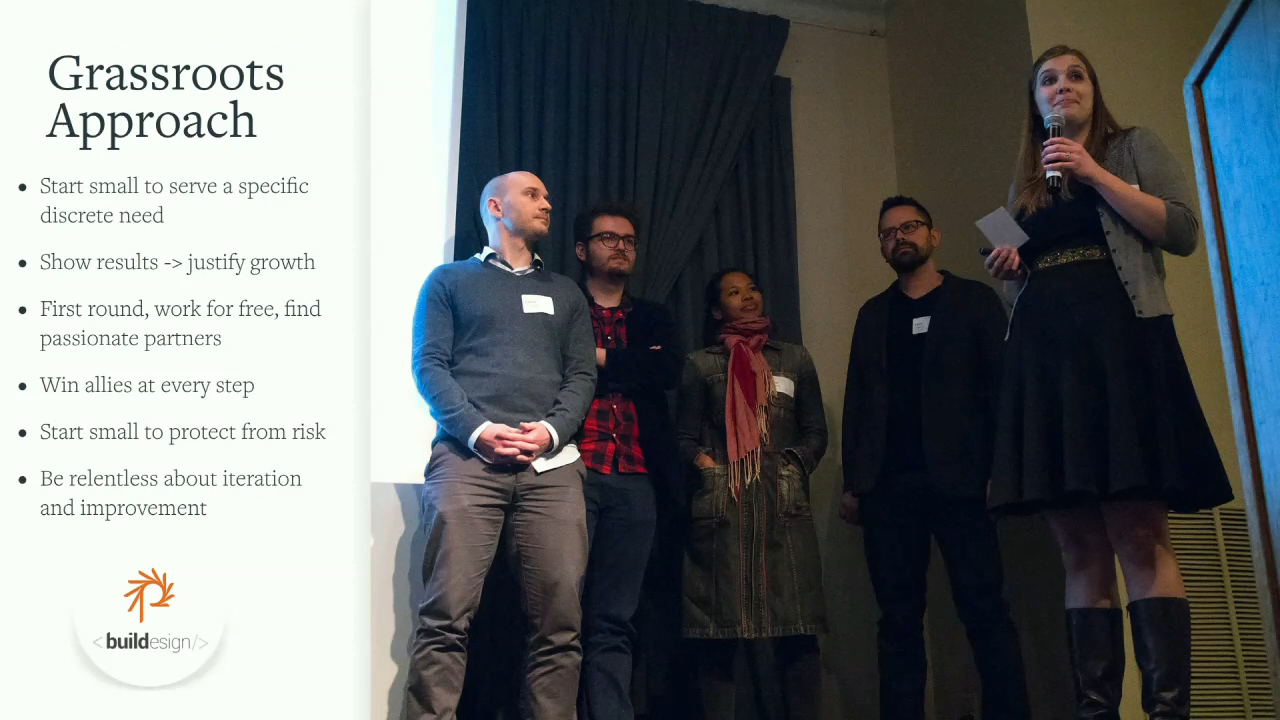 Grassroots
Approach
• Start small to serve a specific
discrete need
• Show results -> justify growth
• First round, work for free, find
passionate partners
• Win allies at every step
• Start small to protect from risk
• Be relentless about iteration
and improvement
<buildesign/>